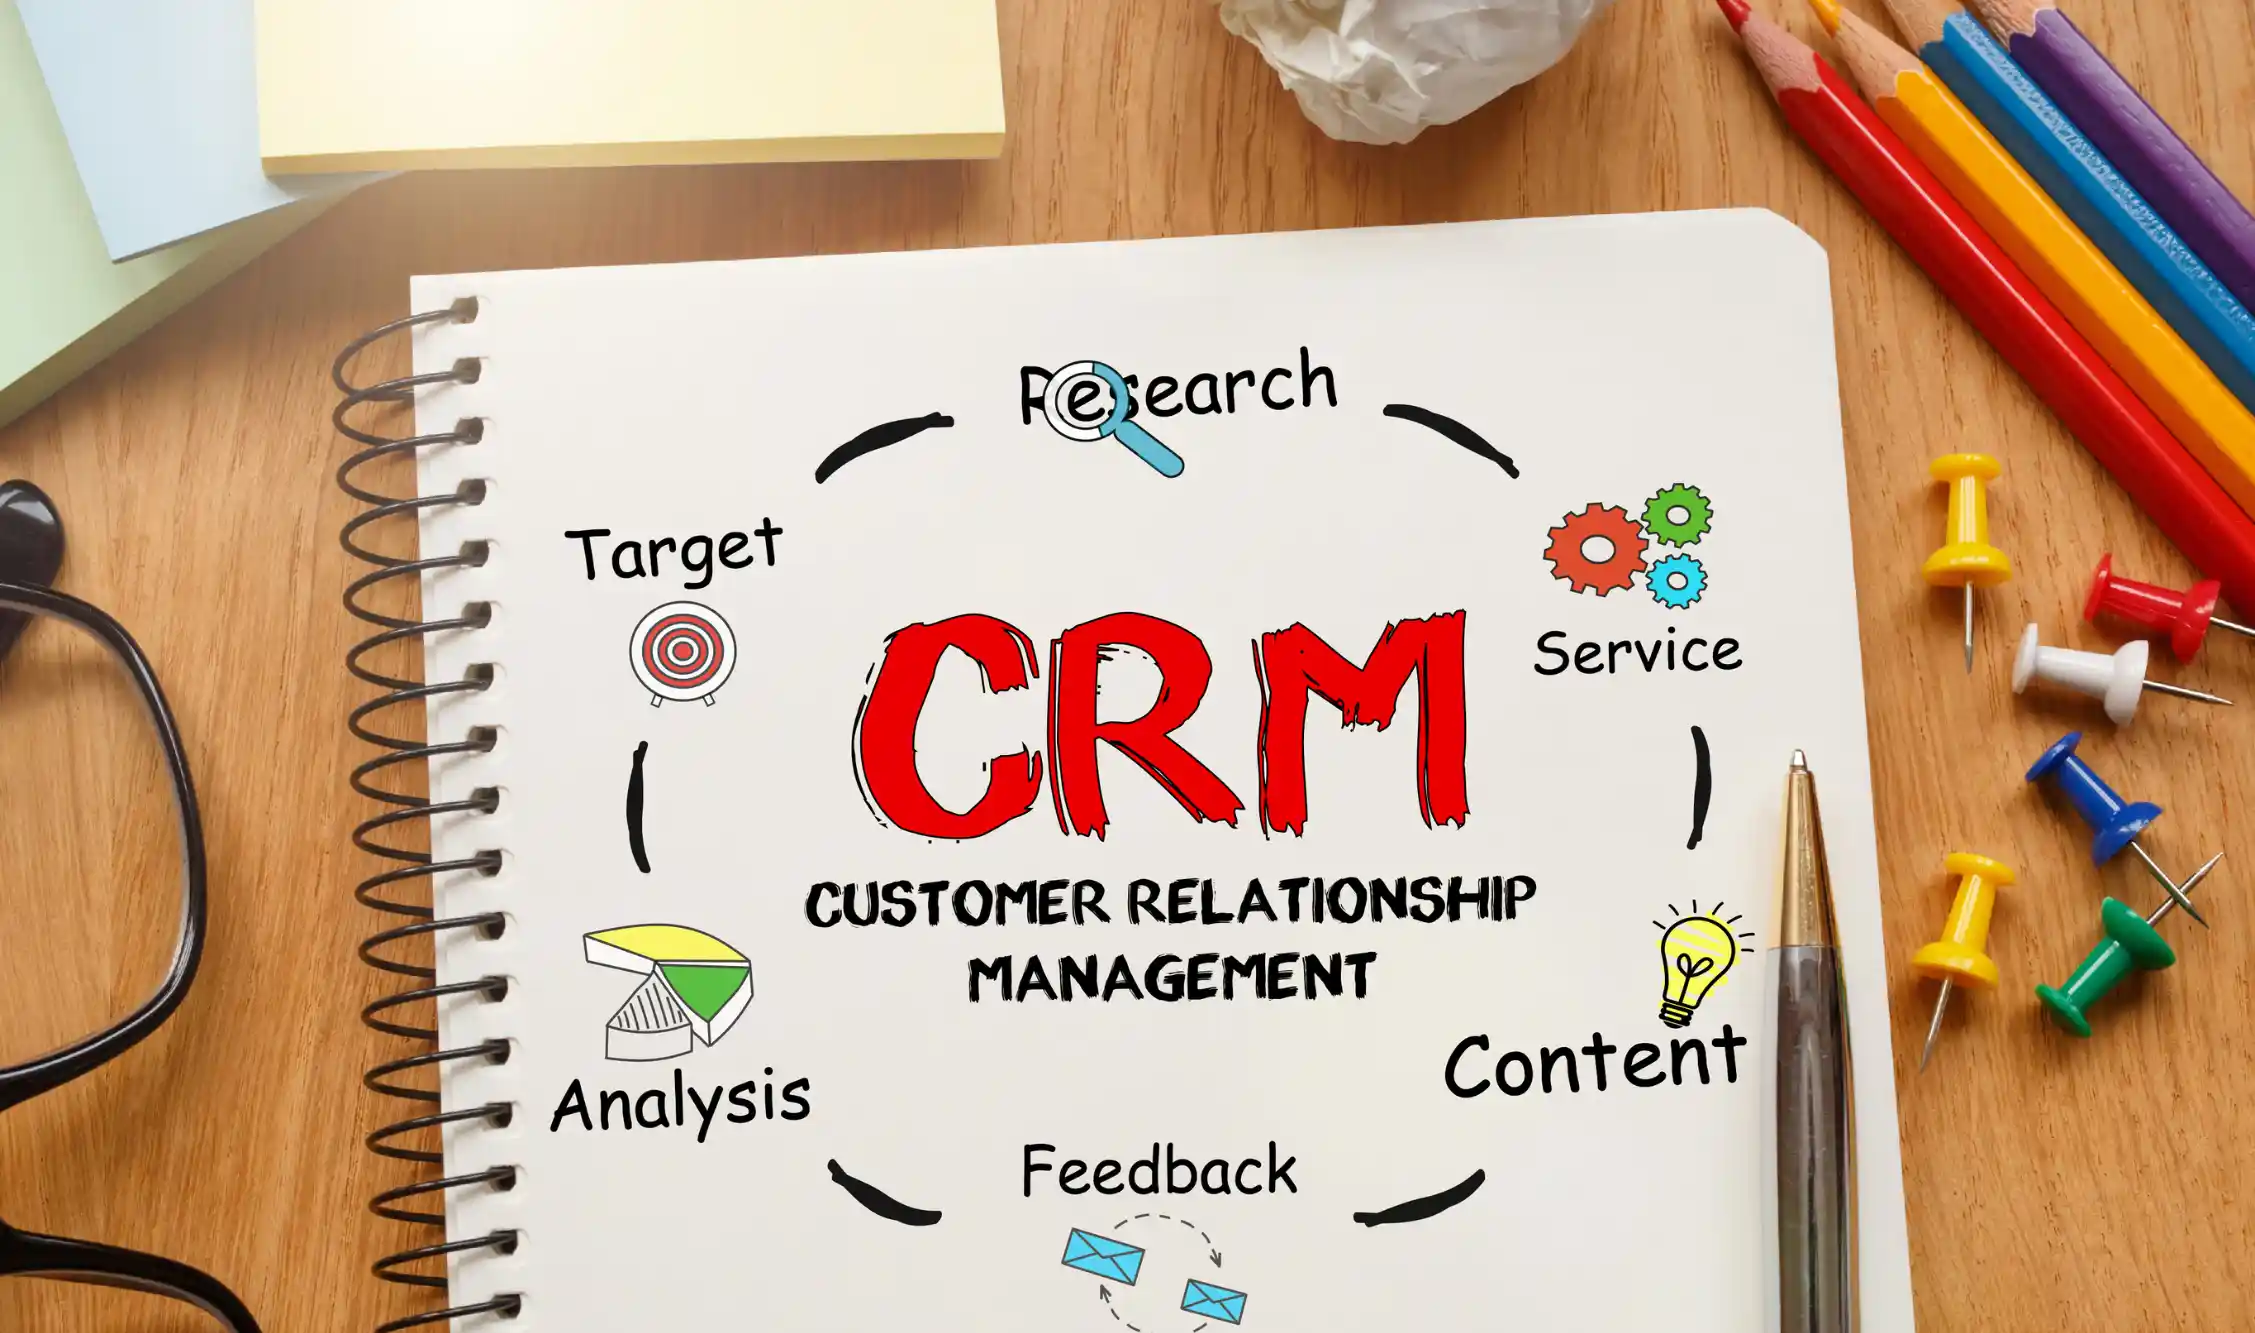 Research
Target
Service
CRM
CUSTOMER RELATIONSHIP
MANAGEMENT
Content
Analysis
Feedback